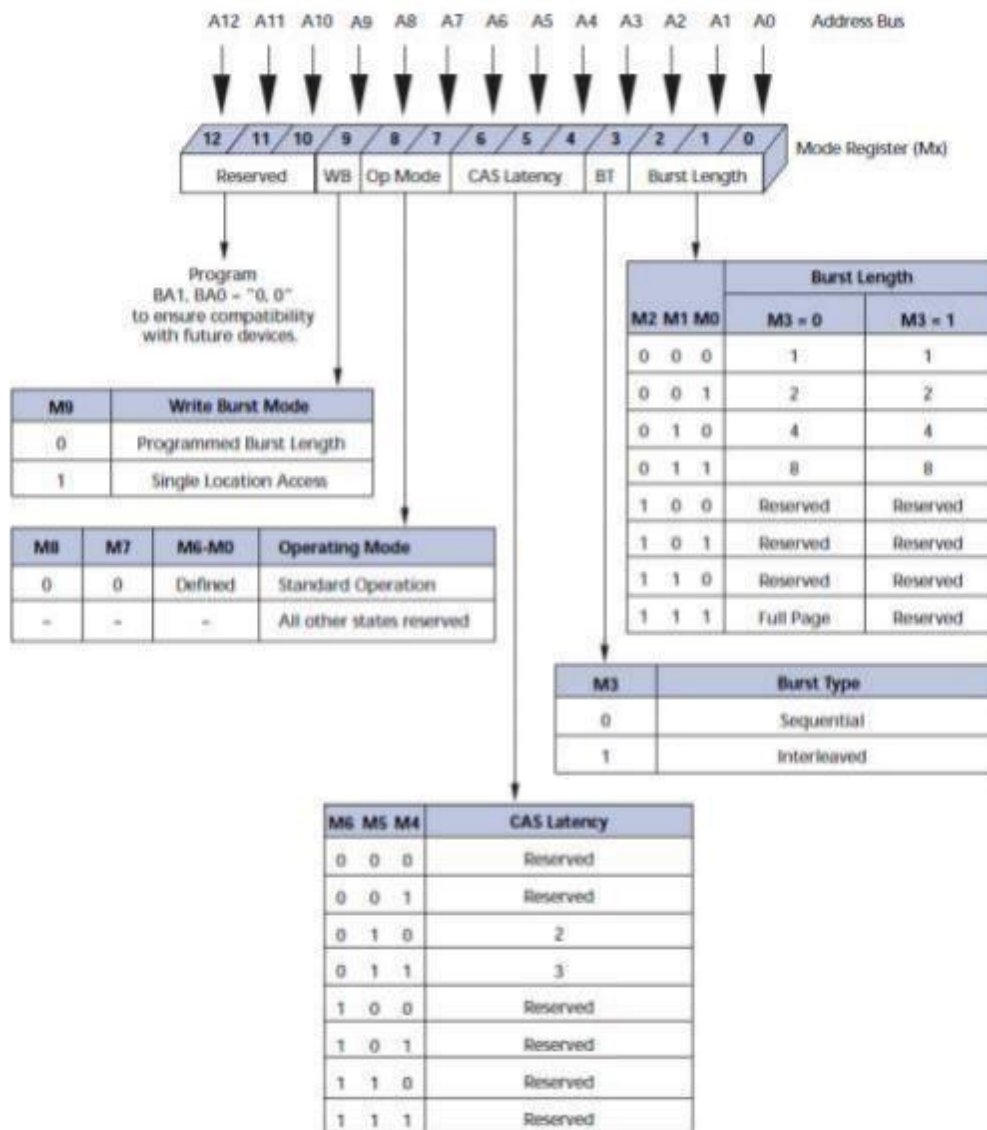 A12 A11 A10 A9 A8 A7 A6 A5 A4 A3 A2 A1 A0 Address Bus
12 11 10 9 8 7 6 5 4 3 2 1 0
Mode Register (Mx)
Reserved WB Op Mode CAS Latency BT Burst Length
Program
BA1, BA0 = "0, 0"
to ensure compatibility
with future devices.
Burst Length
M2 M1 M0 M3 = 0 M3 = 1
0 0 0 1 1
0 0 1 2 2
0 1 0 4 4
0 1 1 8 8
1 0 0 Reserved Reserved
1 0 1 Reserved Reserved
1 1 0 Reserved Reserved
1 1 1 Full Page Reserved
M9 Write Burst Mode
0 Programmed Burst Length
1 Single Location Access
M8 M7 M6-M0 Operating Mode
0 0 Defined Standard Operation
– – – All other states reserved
M3 Burst Type
0 Sequential
1 Interleaved
M6 M5 M4 CAS Latency
0 0 0 Reserved
0 0 1 Reserved
0 1 0 2
0 1 1 3
1 0 0 Reserved
1 0 1 Reserved
1 1 0 Reserved
1 1 1 Reserved